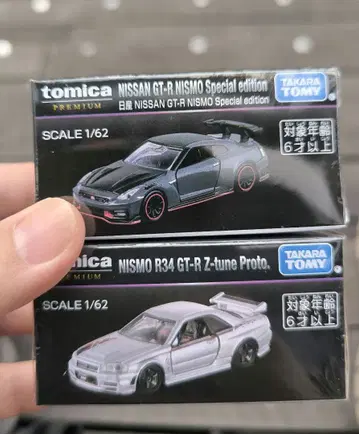 tomica
PREMIUM
NISSAN GT-R NISMO Special edition
日産 NISSAN GT-R NISMO Special edition
TAKARA
TOMY
SCALE 1/62
対象年齢
6才以上
mica
EMIUM
NISMO R34 GT-R Z-tune Proto.
TAKARA
TOMY
SCALE 1/62
対象年齢
6才以上